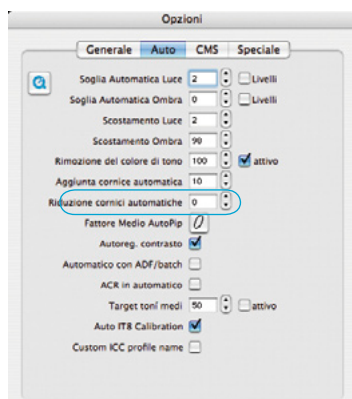 Opzioni
Generale Auto CMS Speciale
Soglia Automatica Luce 2 Livelli
Soglia Automatica Ombra 0 Livelli
Scostamento Luce 2
Scostamento Ombra 90
Rimozione del colore di tono 100 attivo
Aggiunta cornice automatica 10
Riduzione cornici automatiche 0
Fattore Medio AutoPip 0
Autoreg. contrasto
Automatico con ADF/batch
ACR in automatico
Target toni medi 50 attivo
Auto IT8 Calibration
Custom ICC profile name